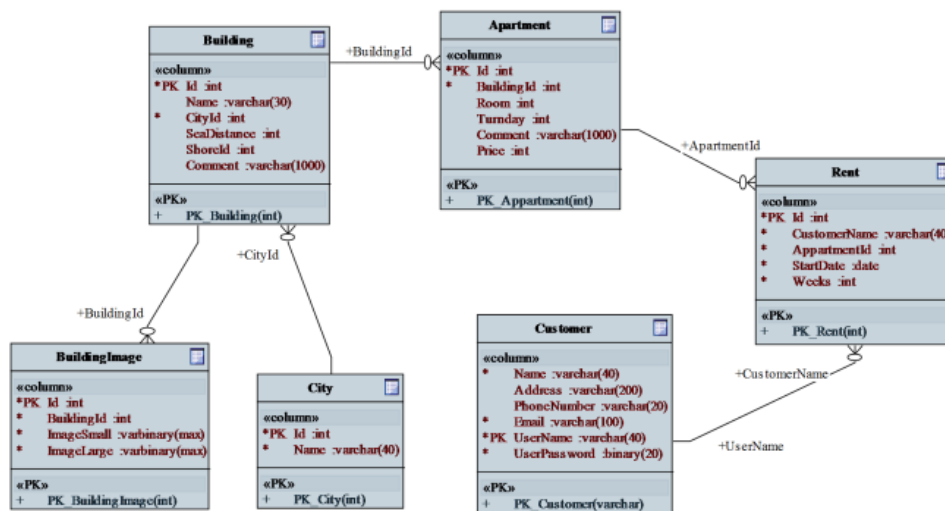 Building
«column»
*PK Id :int
Name :varchar(30)
* CityId :int
SeaDistance :int
ShoreId :int
Comment :varchar(1000)
«PK»
+ PK_Building(int)
+BuildingId
Apartment
«column»
*PK Id :int
* BuildingId :int
Room :int
Turnday :int
Comment :varchar(1000)
Price :int
«PK»
+ PK_Appartment(int)
+ApartmentId
Rent
«column»
*PK Id :int
* CustomerName :varchar(40
* AppartmentId :int
* StartDate :date
* Weeks :int
«PK»
+ PK_Rent(int)
+CityId
+BuildingId
BuildingImage
«column»
*PK Id :int
* BuildingId :int
* ImageSmall :varbinary(max)
* ImageLarge :varbinary(max)
«PK»
+ PK_BuildingImage(int)
City
«column»
*PK Id :int
* Name :varchar(40)
«PK»
+ PK_City(int)
Customer
«column»
* Name :varchar(40)
Address :varchar(200)
PhoneNumber :varchar(20)
* Email :varchar(100)
*PK UserName :varchar(40)
* UserPassword :binary(20)
«PK»
+ PK_Customer(varchar)
+CustomerName
+UserName